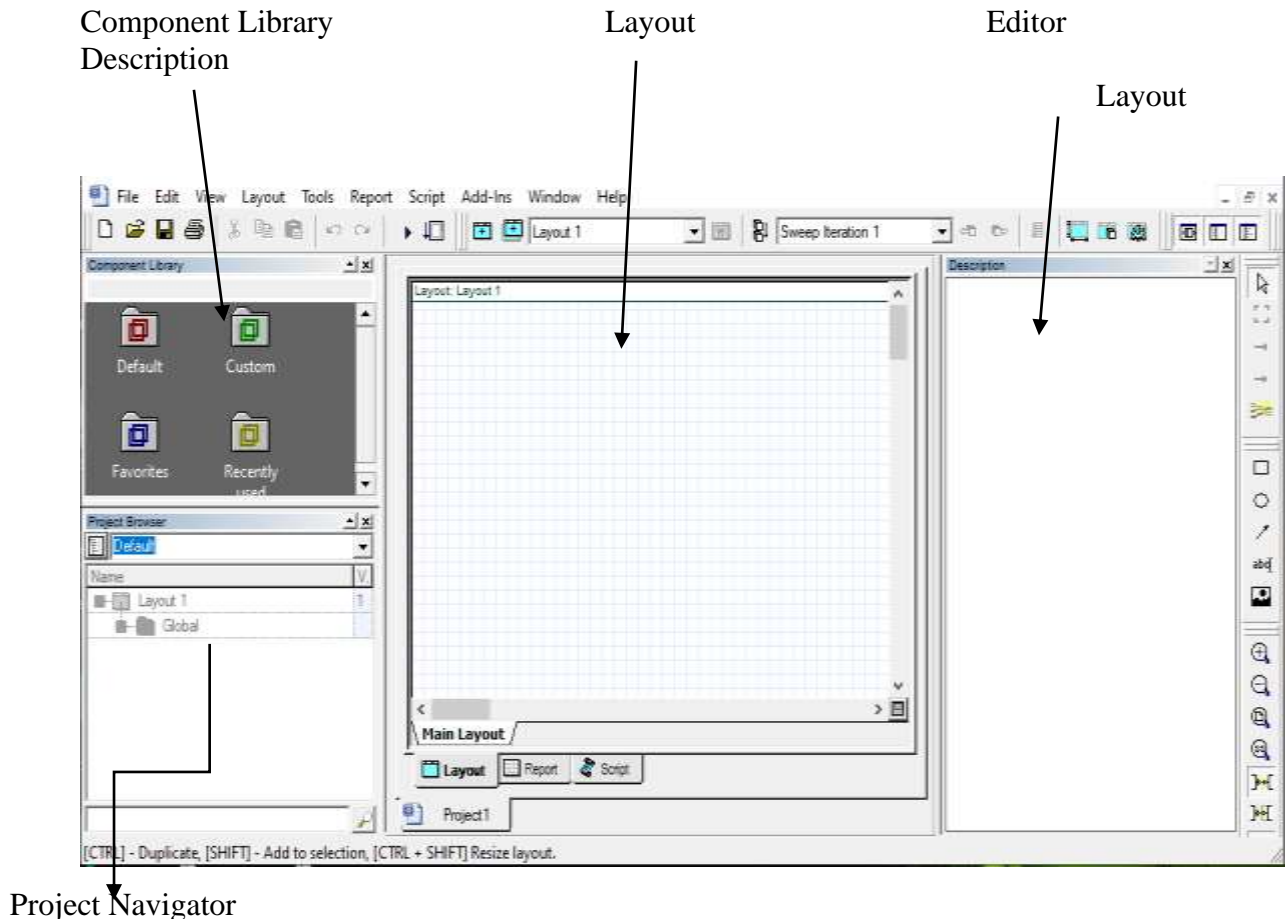 Component Library Layout Editor
Description
Layout
File Edit View Layout Tools Report Script Add-Ins Window Help
Layout 1 Sweep Iteration 1
Component Library
Default Custom
Favorites Recently used
Project Browser
Default
Name V.
Layout 1 1
Global
Layout: Layout 1
Main Layout
Layout Report Script
Project1
Description
abc
[CTRL] - Duplicate, [SHIFT] - Add to selection, [CTRL + SHIFT] Resize layout.
Project Navigator